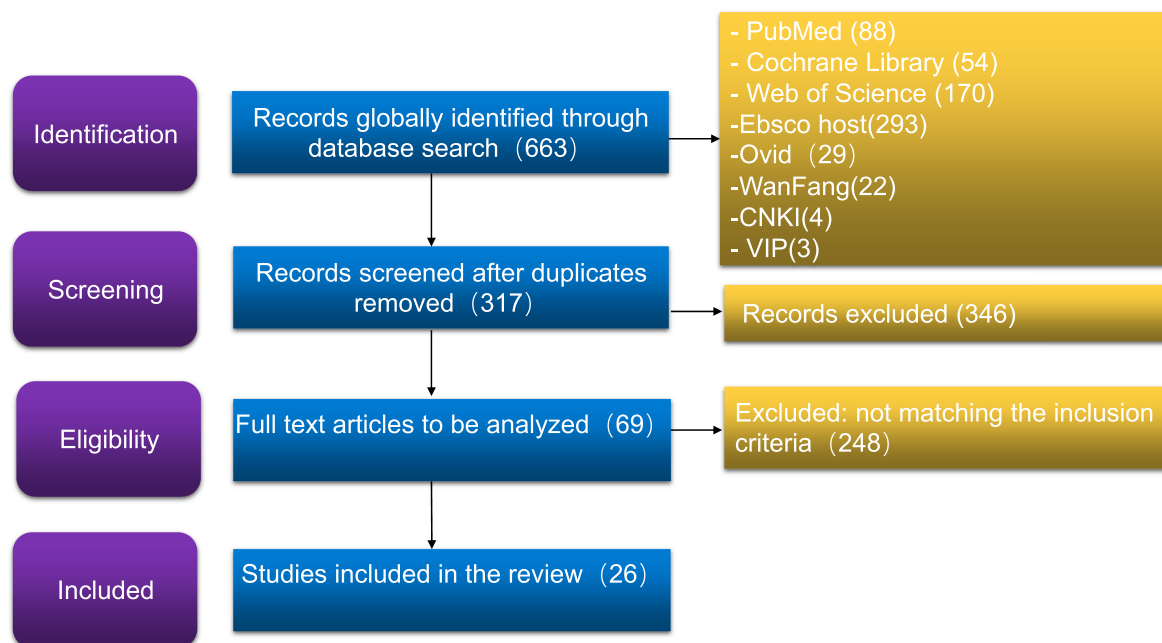 Identification
Records globally identified through
database search（663）
- PubMed (88)
- Cochrane Library (54)
- Web of Science (170)
-Ebsco host(293)
-Ovid（29）
-WanFang(22)
-CNKI(4)
- VIP(3)
Screening
Records screened after duplicates
removed（317）
Records excluded (346)
Eligibility
Full text articles to be analyzed（69）
Excluded: not matching the inclusion
criteria（248）
Included
Studies included in the review（26）